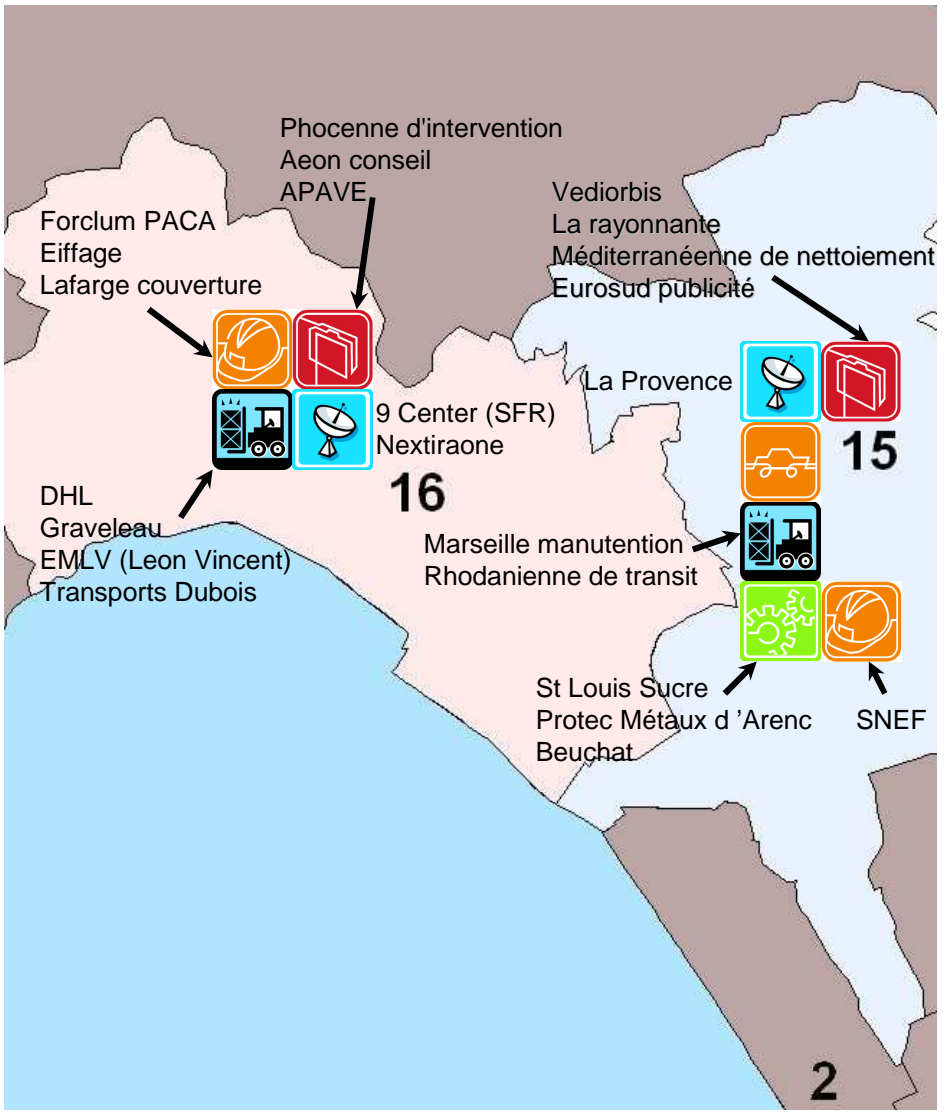 Phocenne d'intervention
Aeon conseil
APAVE
Forclum PACA
Eiffage
Lafarge couverture
Vediorbis
La rayonnante
Méditerranéenne de nettoiement
Eurosud publicité
La Provence
15
9 Center (SFR)
Nextiraone
16
DHL
Graveleau
EMLV (Leon Vincent)
Transports Dubois
Marseille manutention
Rhodanienne de transit
St Louis Sucre
Protec Métaux d ’Arenc
Beuchat
SNEF
2